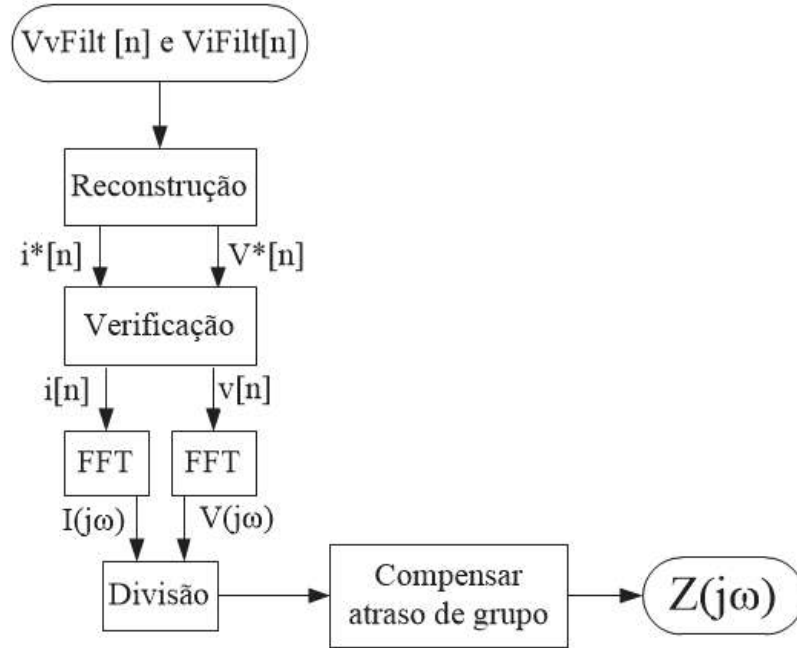 VvFilt [n] e ViFilt[n]
Reconstrução
i*[n]
V*[n]
Verificação
i[n]
v[n]
FFT
FFT
I(jω)
V(jω)
Divisão
Compensar
atraso de grupo
Z(jω)